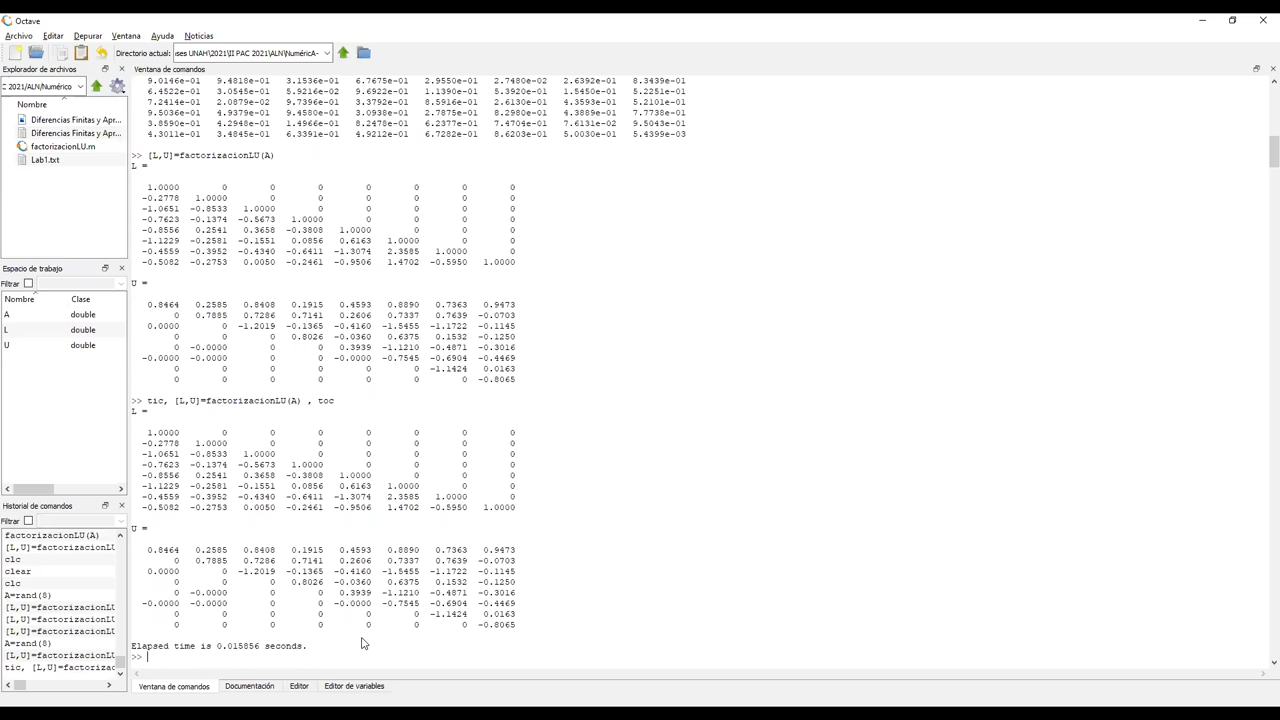 Octave
Archivo Editar Depurar Ventana Ayuda Noticias
Directorio actual: ises UNAH\2021\II PAC 2021\ALN\NuméricA-
Explorador de archivos
Ventana de comandos
2021/ALN/Numérico
Nombre
Diferencias Finitas y Apr...
Diferencias Finitas y Apr...
factorizacionLU.m
Lab1.txt
Espacio de trabajo
Filtrar
Nombre Clase
A double
L double
U double
Historial de comandos
Filtrar
factorizacionLU(A)
[L,U]=factorizacionLU
clc
clear
clc
A=rand(8)
[L,U]=factorizacionLU
[L,U]=factorizacionLU
[L,U]=factorizacionLU
A=rand(8)
[L,U]=factorizacionLU
tic, [L,U]=factorizac
9.0146e-01 9.4818e-01 3.1536e-01 6.7675e-01 2.9550e-01 2.7480e-02 2.6392e-01 8.3439e-01
6.4522e-01 3.0545e-01 5.9216e-02 9.6922e-01 1.1390e-01 5.3920e-01 1.5450e-01 5.2251e-01
7.2414e-01 2.0879e-02 9.7396e-01 3.3792e-01 8.5916e-01 2.6130e-01 4.3593e-01 5.2101e-01
9.5036e-01 4.9379e-01 9.4580e-01 3.0938e-01 2.7875e-01 8.2980e-01 4.3889e-01 7.7738e-01
3.8590e-01 4.2948e-01 1.4966e-01 8.2478e-01 6.2377e-01 7.4704e-01 7.7631e-02 9.5043e-01
4.3011e-01 3.4845e-01 6.3391e-01 4.9212e-01 6.7282e-01 8.6203e-01 5.0030e-01 5.4399e-03
>> [L,U]=factorizacionLU(A)
L =
1.0000 0 0 0 0 0 0 0
-0.2778 1.0000 0 0 0 0 0 0
-1.0651 -0.8533 1.0000 0 0 0 0 0
-0.7623 -0.1374 -0.5673 1.0000 0 0 0 0
-0.8556 0.2541 0.3658 -0.3808 1.0000 0 0 0
-1.1229 -0.2581 -0.1551 0.0856 0.6163 1.0000 0 0
-0.4559 -0.3952 -0.4340 -0.6411 -1.3074 2.3585 1.0000 0
-0.5082 -0.2753 0.0050 -0.2461 -0.9506 1.4702 -0.5950 1.0000
U =
0.8464 0.2585 0.8408 0.1915 0.4593 0.8890 0.7363 0.9473
0 0.7885 0.7286 0.7141 0.2606 0.7337 0.7639 -0.0703
0.0000 0 -1.2019 -0.1365 -0.4160 -1.5455 -1.1722 -0.1145
0 0 0 0.8026 -0.0360 0.6375 0.1532 -0.1250
0 -0.0000 0 0 0.3939 -1.1210 -0.4871 -0.3016
-0.0000 -0.0000 0 0 -0.0000 -0.7545 -0.6904 -0.4469
0 0 0 0 0 0 -1.1424 0.0163
0 0 0 0 0 0 0 -0.8065
>> tic, [L,U]=factorizacionLU(A) , toc
L =
1.0000 0 0 0 0 0 0 0
-0.2778 1.0000 0 0 0 0 0 0
-1.0651 -0.8533 1.0000 0 0 0 0 0
-0.7623 -0.1374 -0.5673 1.0000 0 0 0 0
-0.8556 0.2541 0.3658 -0.3808 1.0000 0 0 0
-1.1229 -0.2581 -0.1551 0.0856 0.6163 1.0000 0 0
-0.4559 -0.3952 -0.4340 -0.6411 -1.3074 2.3585 1.0000 0
-0.5082 -0.2753 0.0050 -0.2461 -0.9506 1.4702 -0.5950 1.0000
U =
0.8464 0.2585 0.8408 0.1915 0.4593 0.8890 0.7363 0.9473
0 0.7885 0.7286 0.7141 0.2606 0.7337 0.7639 -0.0703
0.0000 0 -1.2019 -0.1365 -0.4160 -1.5455 -1.1722 -0.1145
0 0 0 0.8026 -0.0360 0.6375 0.1532 -0.1250
0 -0.0000 0 0 0.3939 -1.1210 -0.4871 -0.3016
-0.0000 -0.0000 0 0 -0.0000 -0.7545 -0.6904 -0.4469
0 0 0 0 0 0 -1.1424 0.0163
0 0 0 0 0 0 0 -0.8065
Elapsed time is 0.015856 seconds.
>>
Ventana de comandos Documentación Editor Editor de variables